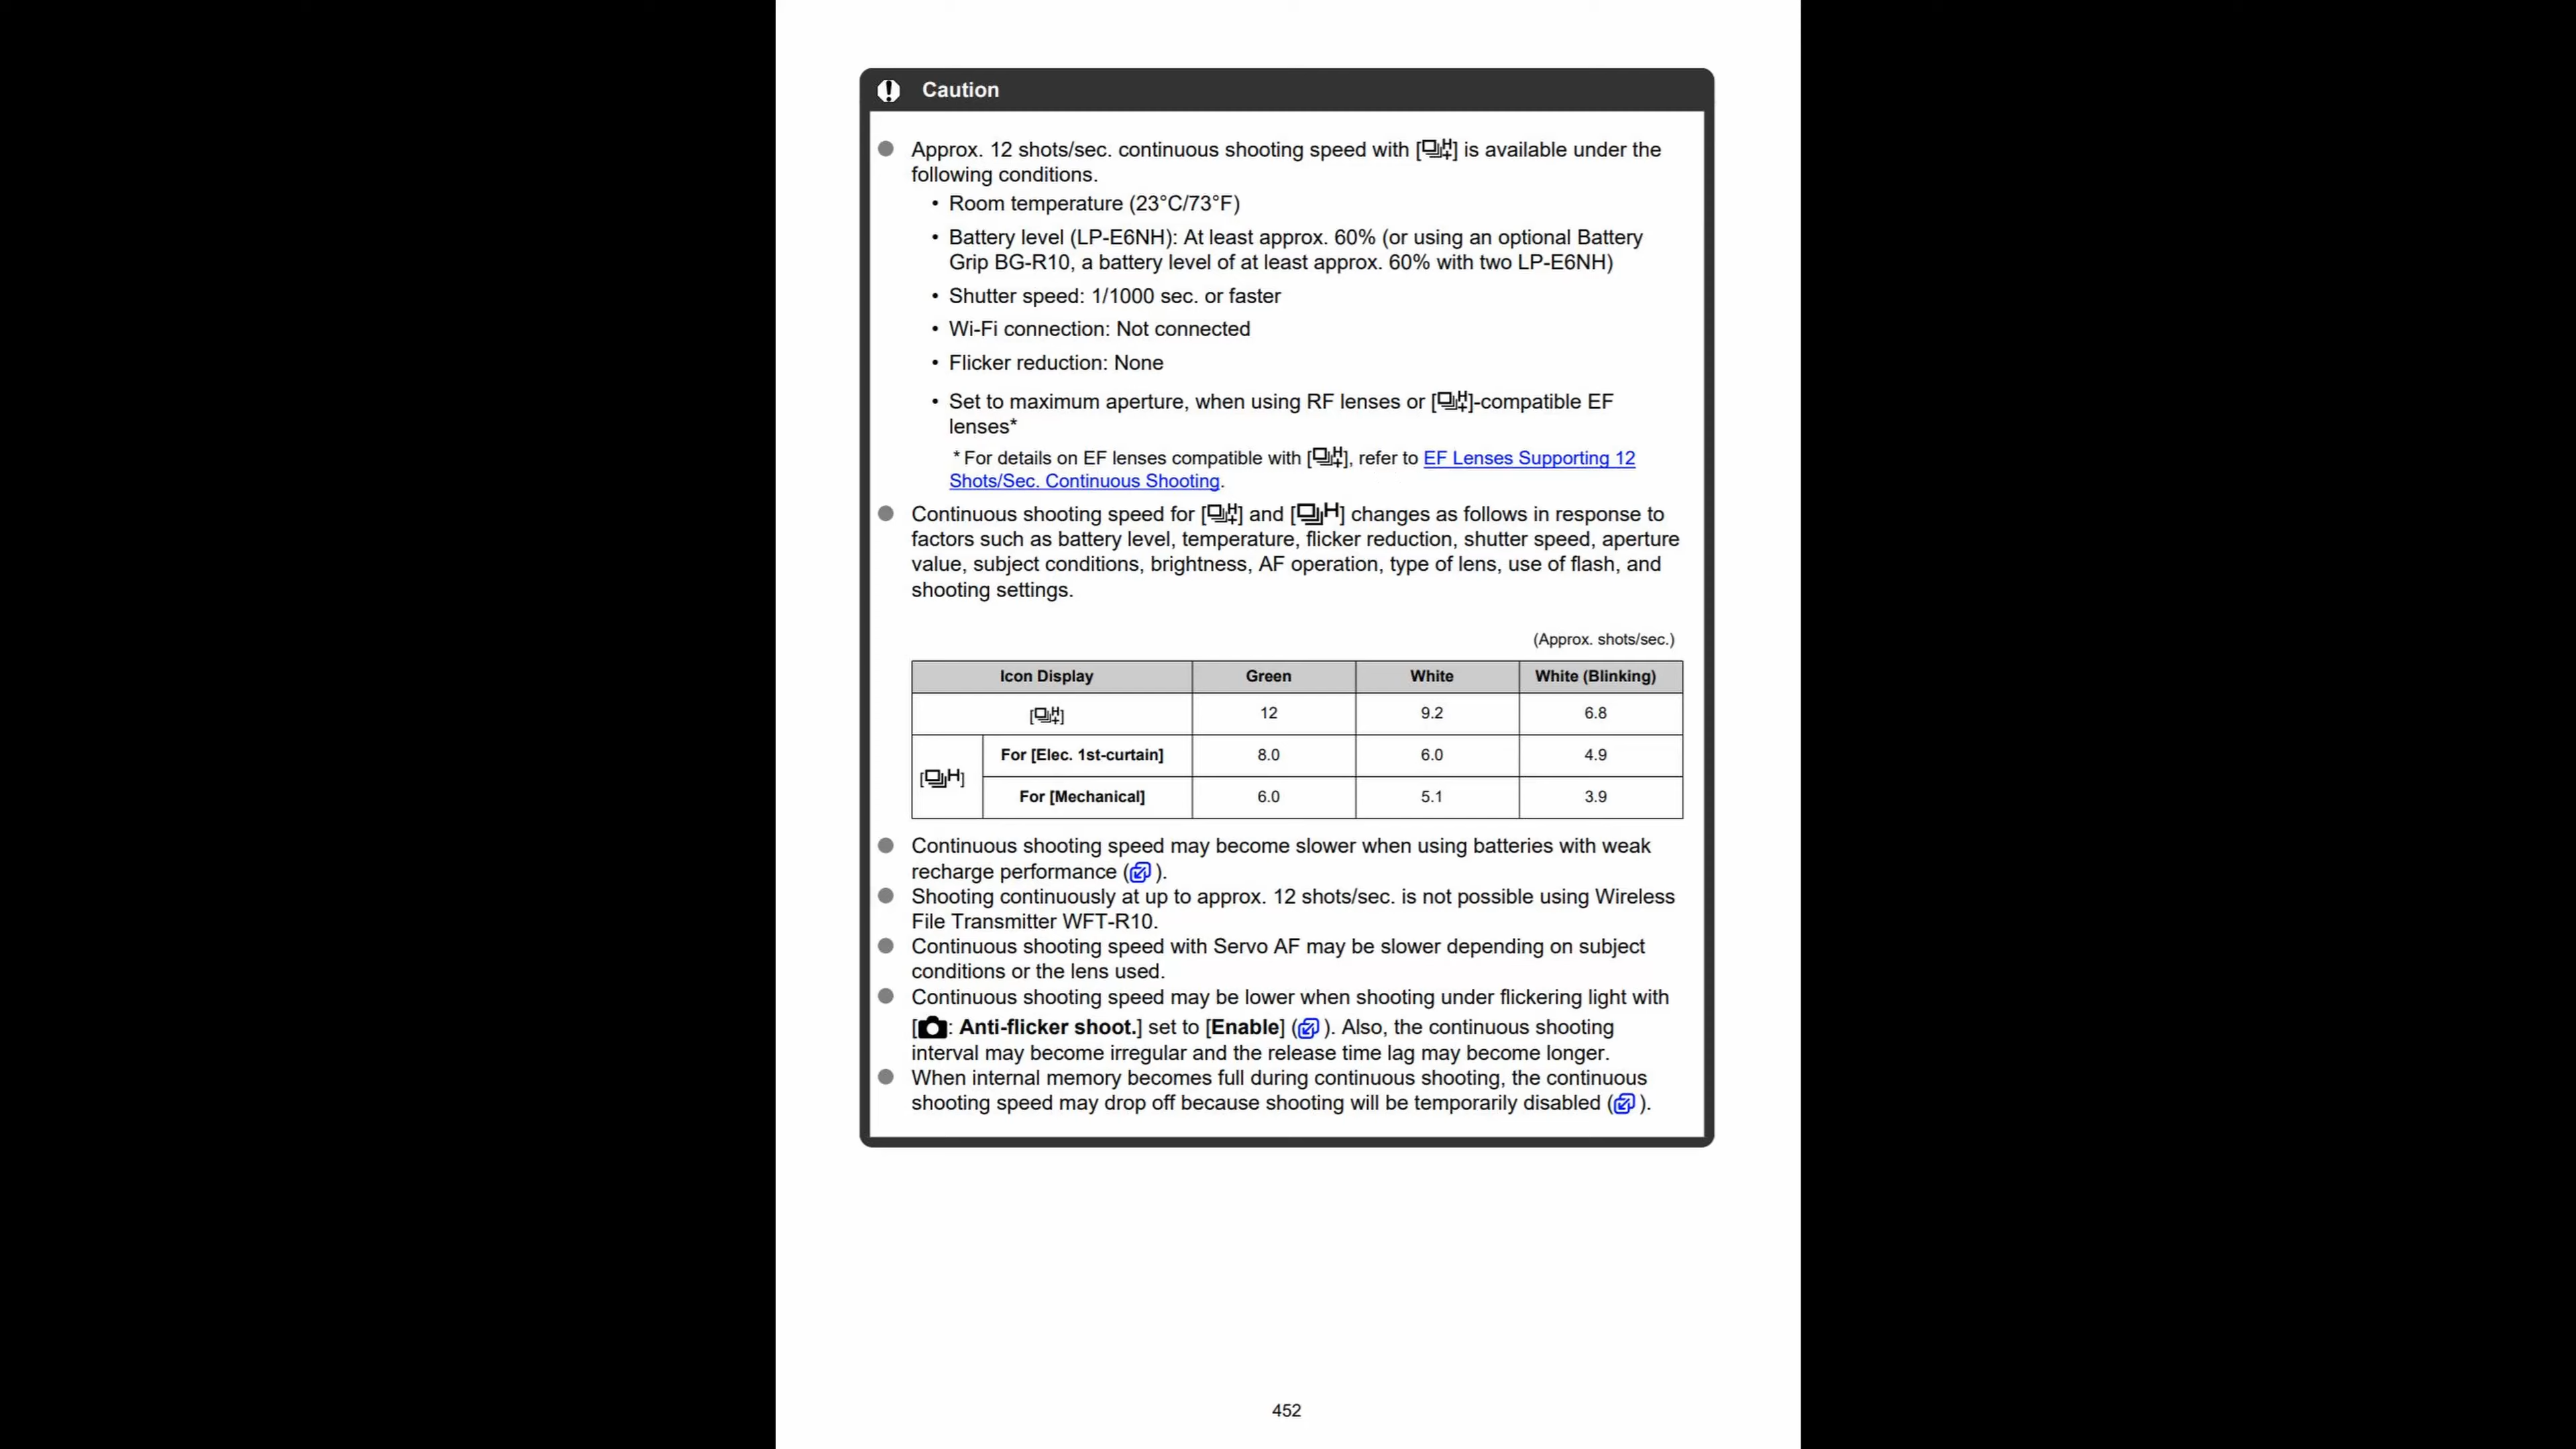 Caution
Approx. 12 shots/sec. continuous shooting speed with [H+] is available under the
following conditions.
• Room temperature (23°C/73°F)
• Battery level (LP-E6NH): At least approx. 60% (or using an optional Battery
Grip BG-R10, a battery level of at least approx. 60% with two LP-E6NH)
• Shutter speed: 1/1000 sec. or faster
• Wi-Fi connection: Not connected
• Flicker reduction: None
• Set to maximum aperture, when using RF lenses or [H+]-compatible EF
lenses*
* For details on EF lenses compatible with [H+], refer to EF Lenses Supporting 12
Shots/Sec. Continuous Shooting.
Continuous shooting speed for [H+] and [H] changes as follows in response to
factors such as battery level, temperature, flicker reduction, shutter speed, aperture
value, subject conditions, brightness, AF operation, type of lens, use of flash, and
shooting settings.
(Approx. shots/sec.)
Icon Display Green White White (Blinking)
[H+] 12 9.2 6.8
[H] For [Elec. 1st-curtain] 8.0 6.0 4.9
For [Mechanical] 6.0 5.1 3.9
Continuous shooting speed may become slower when using batteries with weak
recharge performance ( ).
Shooting continuously at up to approx. 12 shots/sec. is not possible using Wireless
File Transmitter WFT-R10.
Continuous shooting speed with Servo AF may be slower depending on subject
conditions or the lens used.
Continuous shooting speed may be lower when shooting under flickering light with
[ : Anti-flicker shoot.] set to [Enable] ( ). Also, the continuous shooting
interval may become irregular and the release time lag may become longer.
When internal memory becomes full during continuous shooting, the continuous
shooting speed may drop off because shooting will be temporarily disabled ( ).
452